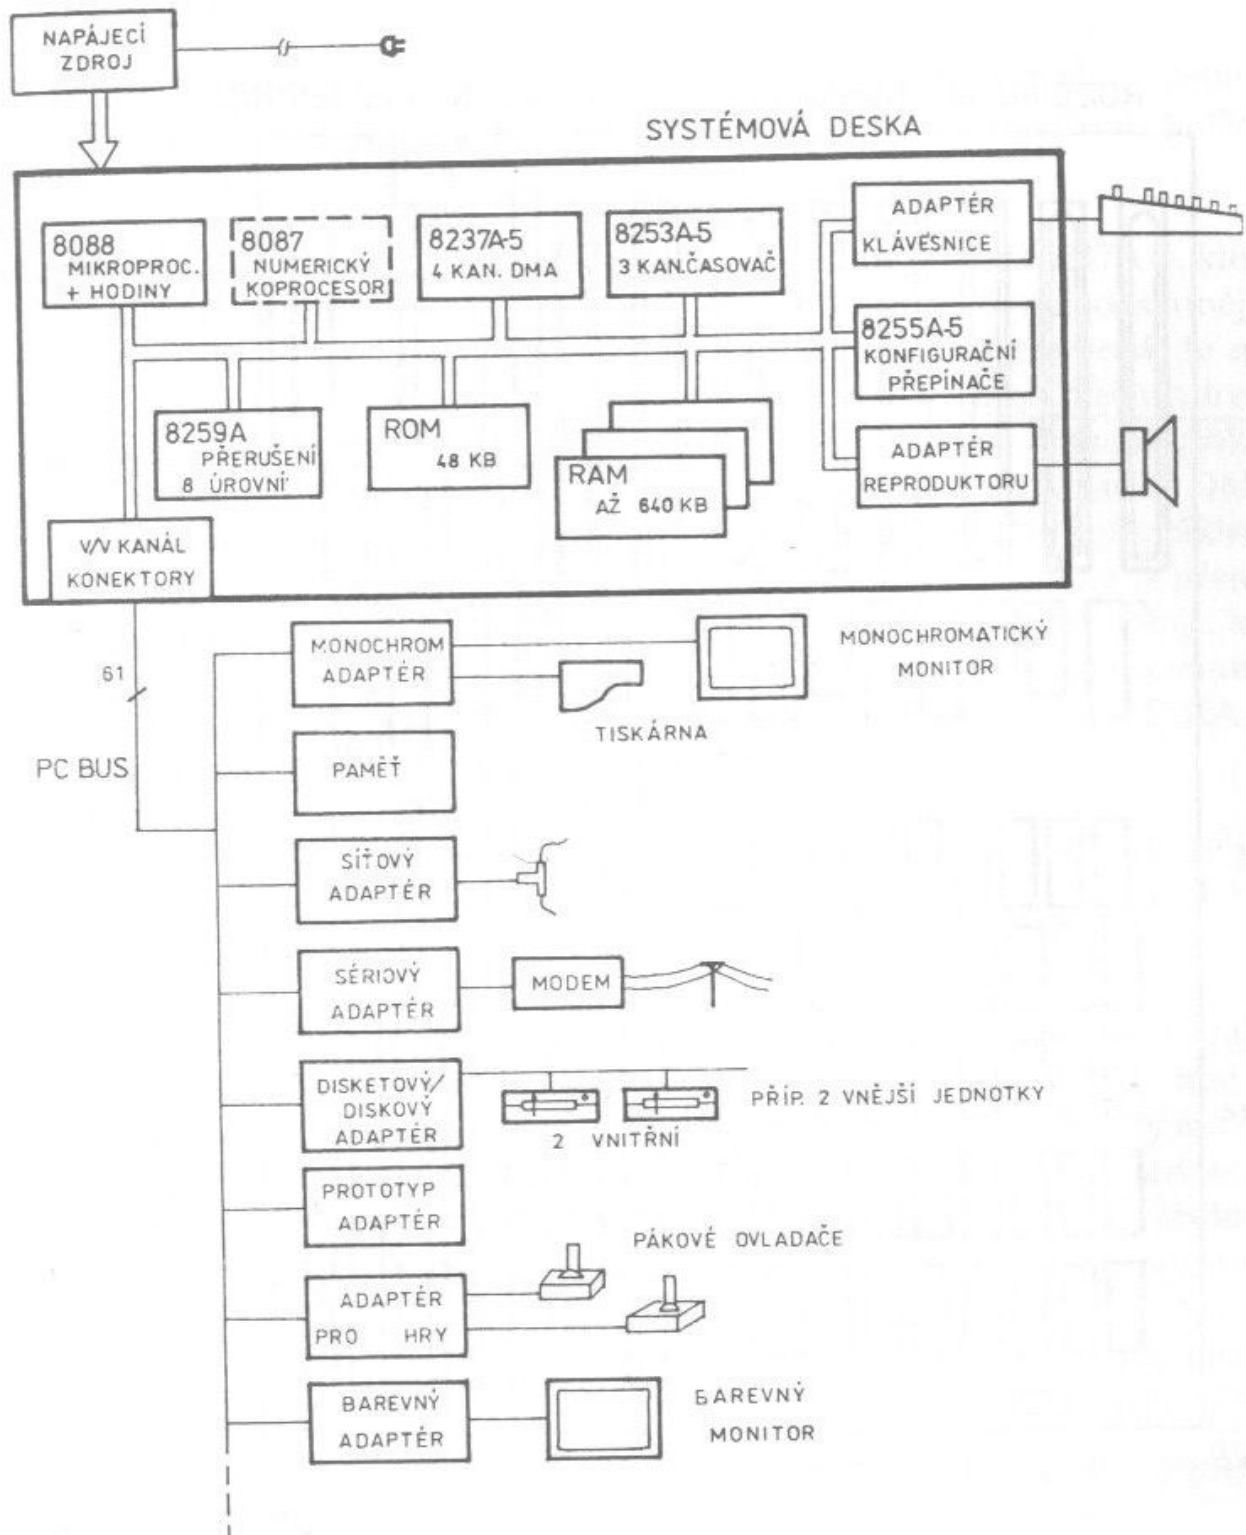 NAPÁJECÍ
ZDROJ
SYSTÉMOVÁ DESKA
8088
MIKROPROC.
+ HODINY
8087
NUMERICKÝ
KOPROCESOR
8237A-5
4 KAN. DMA
8253A-5
3 KAN.ČASOVAČ
ADAPTÉR
KLÁVESNICE
8255A-5
KONFIGURAČNÍ
PŘEPÍNAČE
8259A
PŘERUŠENÍ
8 ÚROVNÍ
ROM
48 KB
RAM
AŽ 640 KB
ADAPTÉR
REPRODUKTORU
V/V KANÁL
KONEKTORY
61
PC BUS
MONOCHROM
ADAPTÉR
MONOCHROMATICKÝ
MONITOR
TISKÁRNA
PAMĚŤ
SÍŤOVÝ
ADAPTÉR
SÉRIOVÝ
ADAPTÉR
MODEM
DISKETOVÝ/
DISKOVÝ
ADAPTÉR
2 VNITŘNÍ
PŘÍP. 2 VNĚJŠÍ JEDNOTKY
PROTOTYP
ADAPTÉR
PÁKOVÉ OVLADAČE
ADAPTÉR
PRO HRY
BAREVNÝ
ADAPTÉR
BAREVNÝ
MONITOR